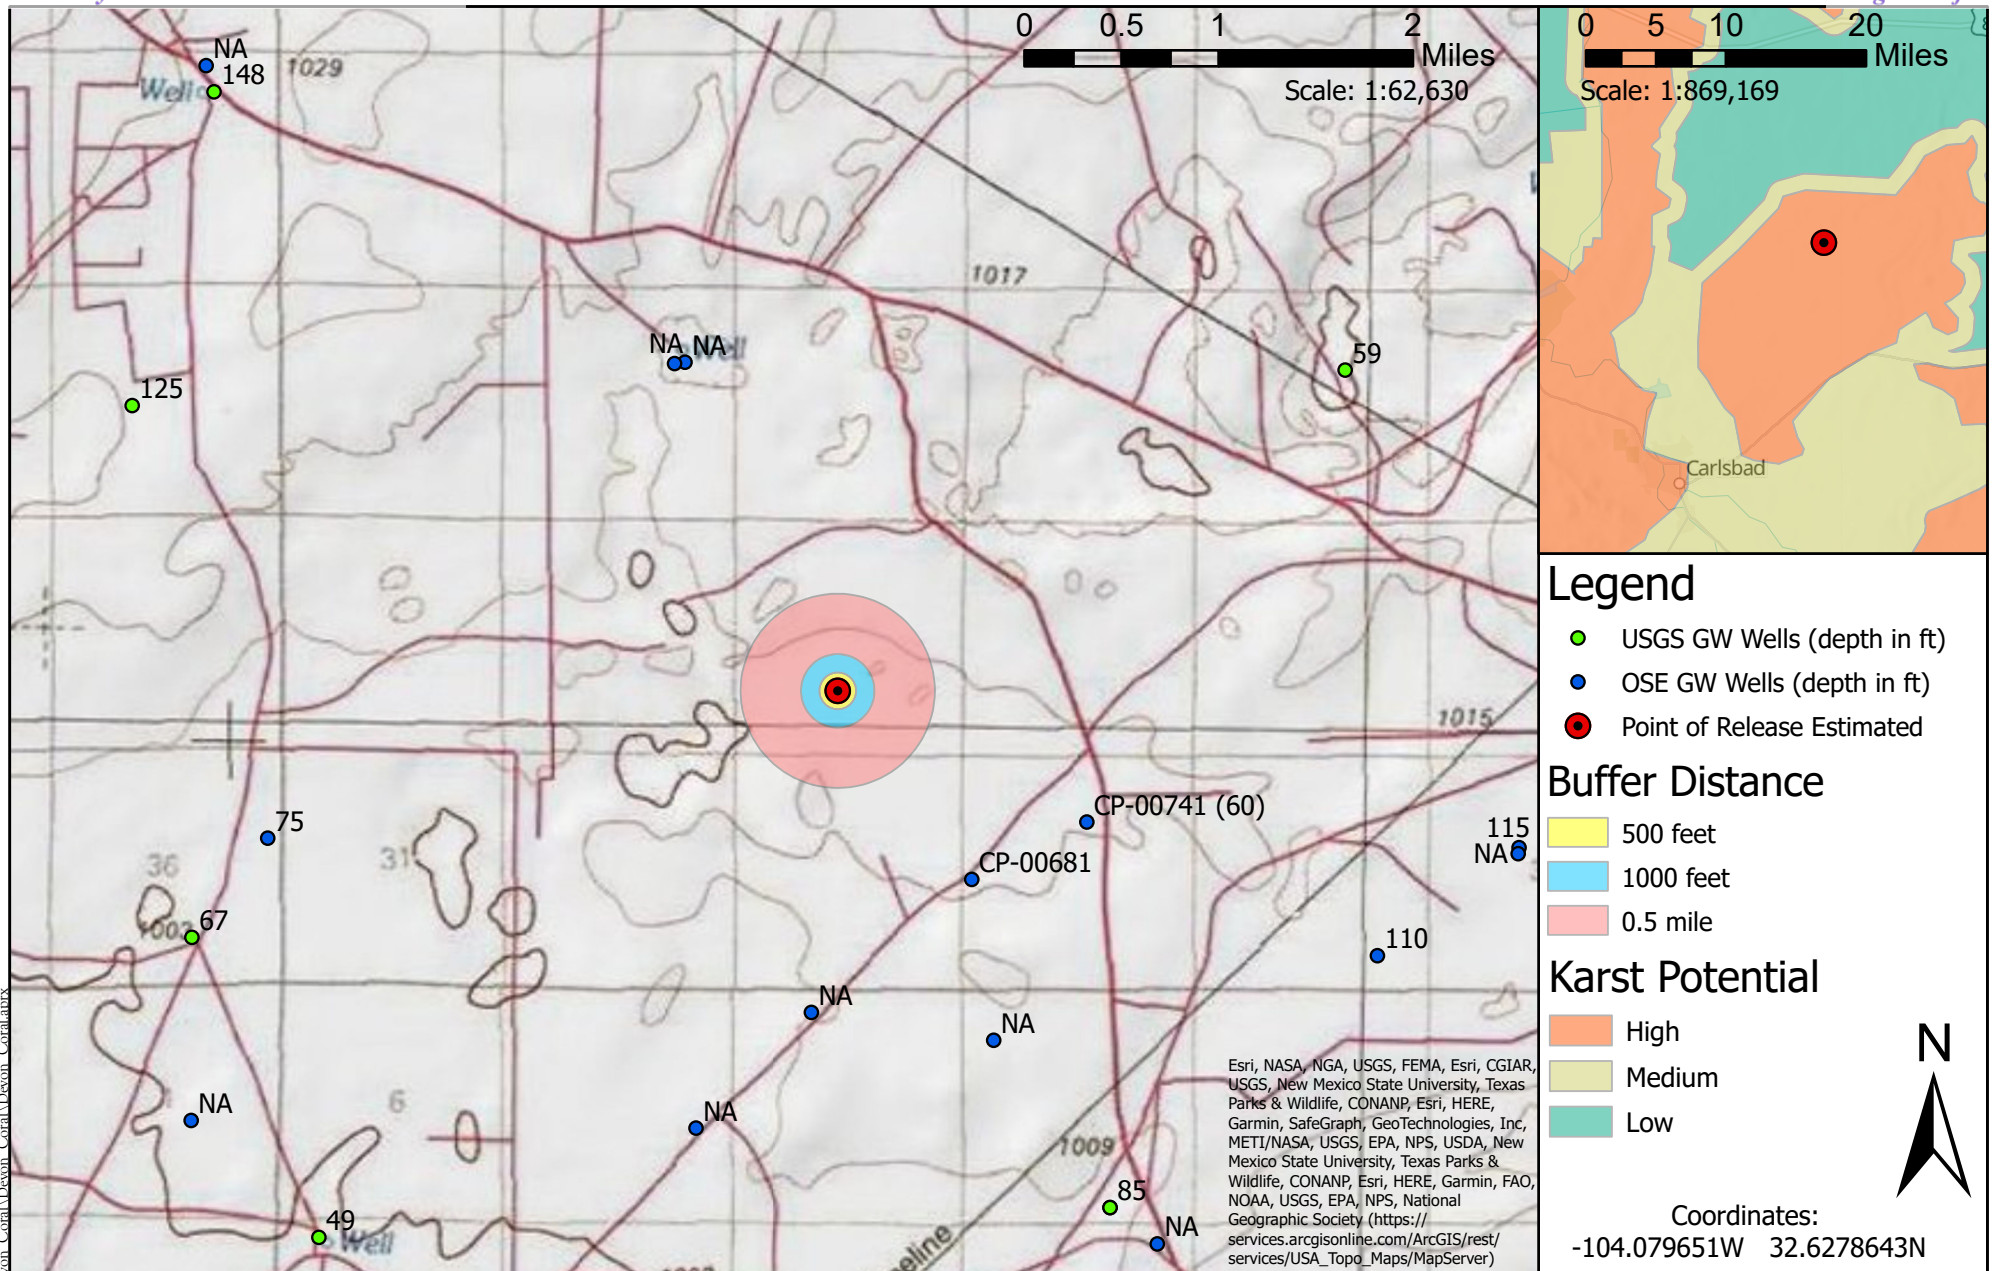 0 0.5 1 2
Miles
Scale: 1:62,630
0 5 10 20
Miles
Scale: 1:869,169
NA
148
Well
1029
1017
NA NA
Well
59
125
Carlsbad
Legend
USGS GW Wells (depth in ft)
OSE GW Wells (depth in ft)
Point of Release Estimated
Buffer Distance
500 feet
1000 feet
0.5 mile
Karst Potential
High
Medium
Low
N
Coordinates:
-104.079651W 32.6278643N
1015
CP-00741 (60)
75
115
NA
36
31
CP-00681
67
1003
110
NA
NA
NA
6
NA
1009
85
NA
49
Well
Esri, NASA, NGA, USGS, FEMA, Esri, CGIAR,
USGS, New Mexico State University, Texas
Parks & Wildlife, CONANP, Esri, HERE,
Garmin, SafeGraph, GeoTechnologies, Inc,
METI/NASA, USGS, EPA, NPS, USDA, New
Mexico State University, Texas Parks &
Wildlife, CONANP, Esri, HERE, Garmin, FAO,
NOAA, USGS, EPA, NPS, National
Geographic Society (https://
services.arcgisonline.com/ArcGIS/rest/
services/USA_Topo_Maps/MapServer)
von_Coral\Devon_Coral\Devon_Coral.aprx